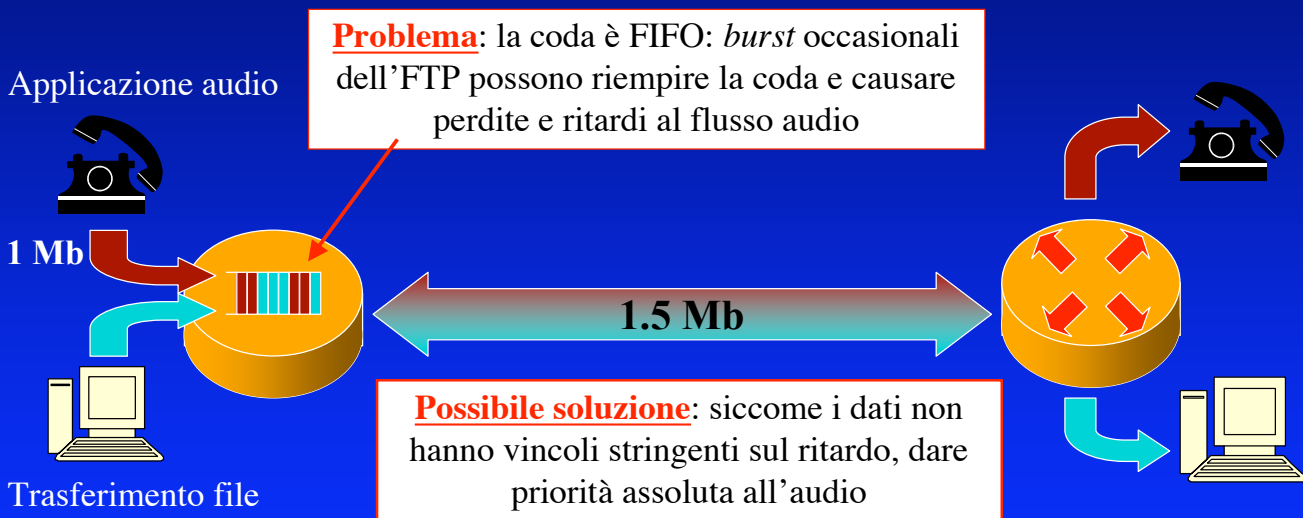 Problema: la coda è FIFO: burst occasionali
dell’FTP possono riempire la coda e causare
perdite e ritardi al flusso audio
Applicazione audio
1 Mb
1.5 Mb
Possibile soluzione: siccome i dati non
hanno vincoli stringenti sul ritardo, dare
priorità assoluta all’audio
Trasferimento file